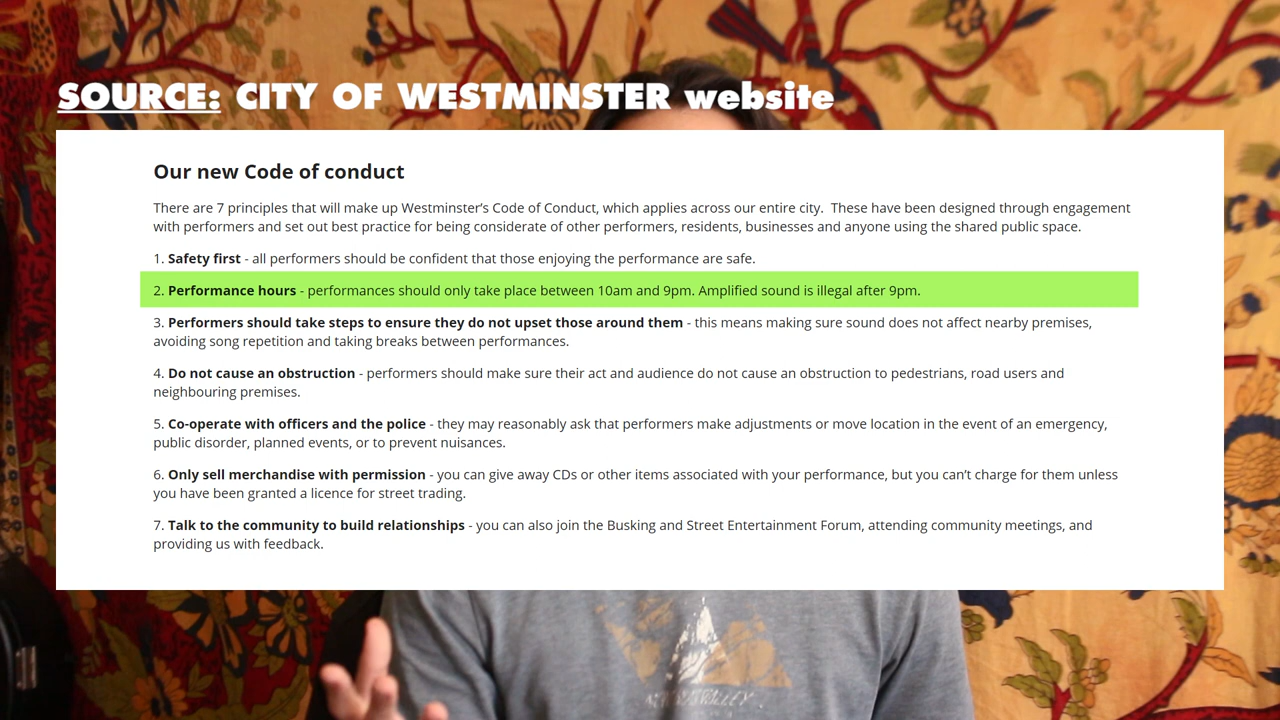 SOURCE: CITY OF WESTMINSTER website
Our new Code of conduct
There are 7 principles that will make up Westminster’s Code of Conduct, which applies across our entire city.  These have been designed through engagement
with performers and set out best practice for being considerate of other performers, residents, businesses and anyone using the shared public space.
1. Safety first - all performers should be confident that those enjoying the performance are safe.
2. Performance hours - performances should only take place between 10am and 9pm. Amplified sound is illegal after 9pm.
3. Performers should take steps to ensure they do not upset those around them - this means making sure sound does not affect nearby premises,
avoiding song repetition and taking breaks between performances.
4. Do not cause an obstruction - performers should make sure their act and audience do not cause an obstruction to pedestrians, road users and
neighbouring premises.
5. Co-operate with officers and the police - they may reasonably ask that performers make adjustments or move location in the event of an emergency,
public disorder, planned events, or to prevent nuisances.
6. Only sell merchandise with permission - you can give away CDs or other items associated with your performance, but you can’t charge for them unless
you have been granted a licence for street trading.
7. Talk to the community to build relationships - you can also join the Busking and Street Entertainment Forum, attending community meetings, and
providing us with feedback.